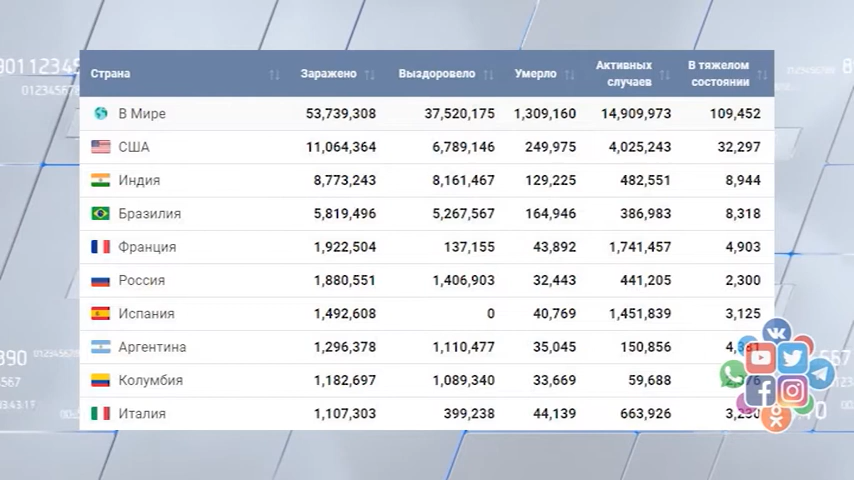 Страна Заражено Выздоровело Умерло Активных случаев В тяжелом состоянии
В Мире 53,739,308 37,520,175 1,309,160 14,909,973 109,452
США 11,064,364 6,789,146 249,975 4,025,243 32,297
Индия 8,773,243 8,161,467 129,225 482,551 8,944
Бразилия 5,819,496 5,267,567 164,946 386,983 8,318
Франция 1,922,504 137,155 43,892 1,741,457 4,903
Россия 1,880,551 1,406,903 32,443 441,205 2,300
Испания 1,492,608 0 40,769 1,451,839 3,125
Аргентина 1,296,378 1,110,477 35,045 150,856
Колумбия 1,182,697 1,089,340 33,669 59,688
Италия 1,107,303 399,238 44,139 663,926